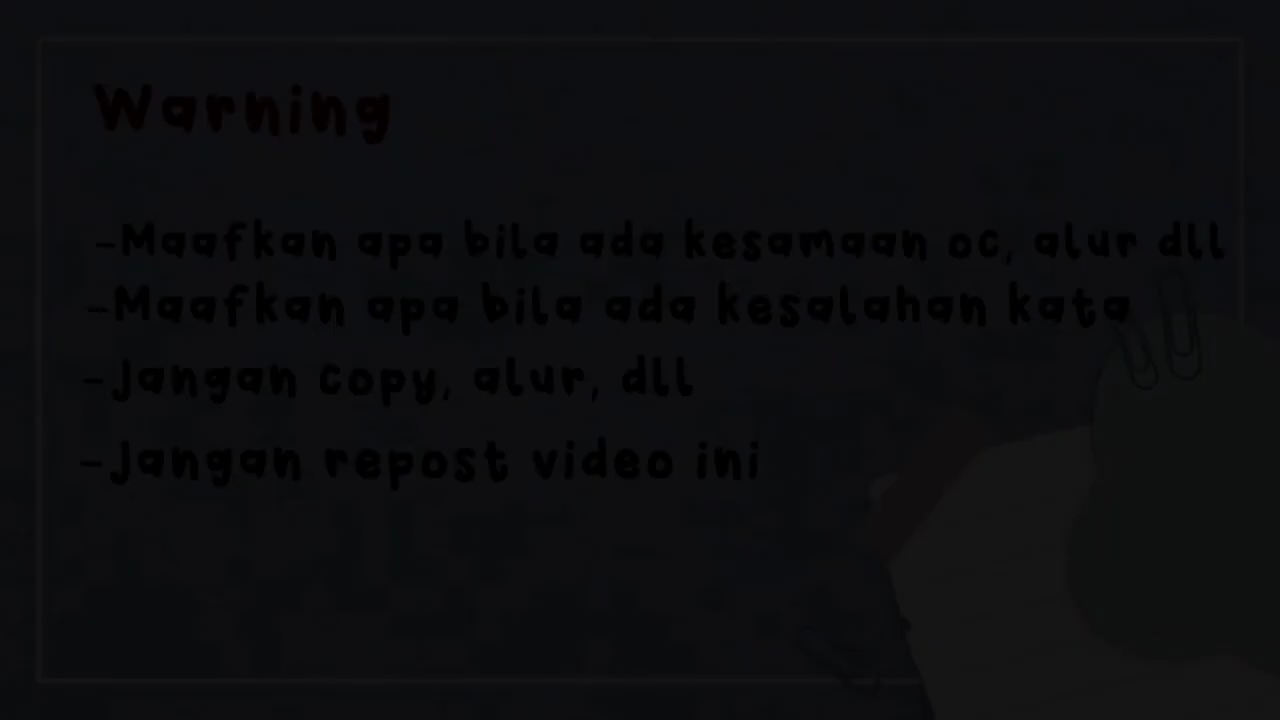 Warning
-Maafkan apa bila ada kesamaan oc, alur dll
-Maafkan apa bila ada kesalahan kata
-Jangan copy, alur, dll
-Jangan repost video ini